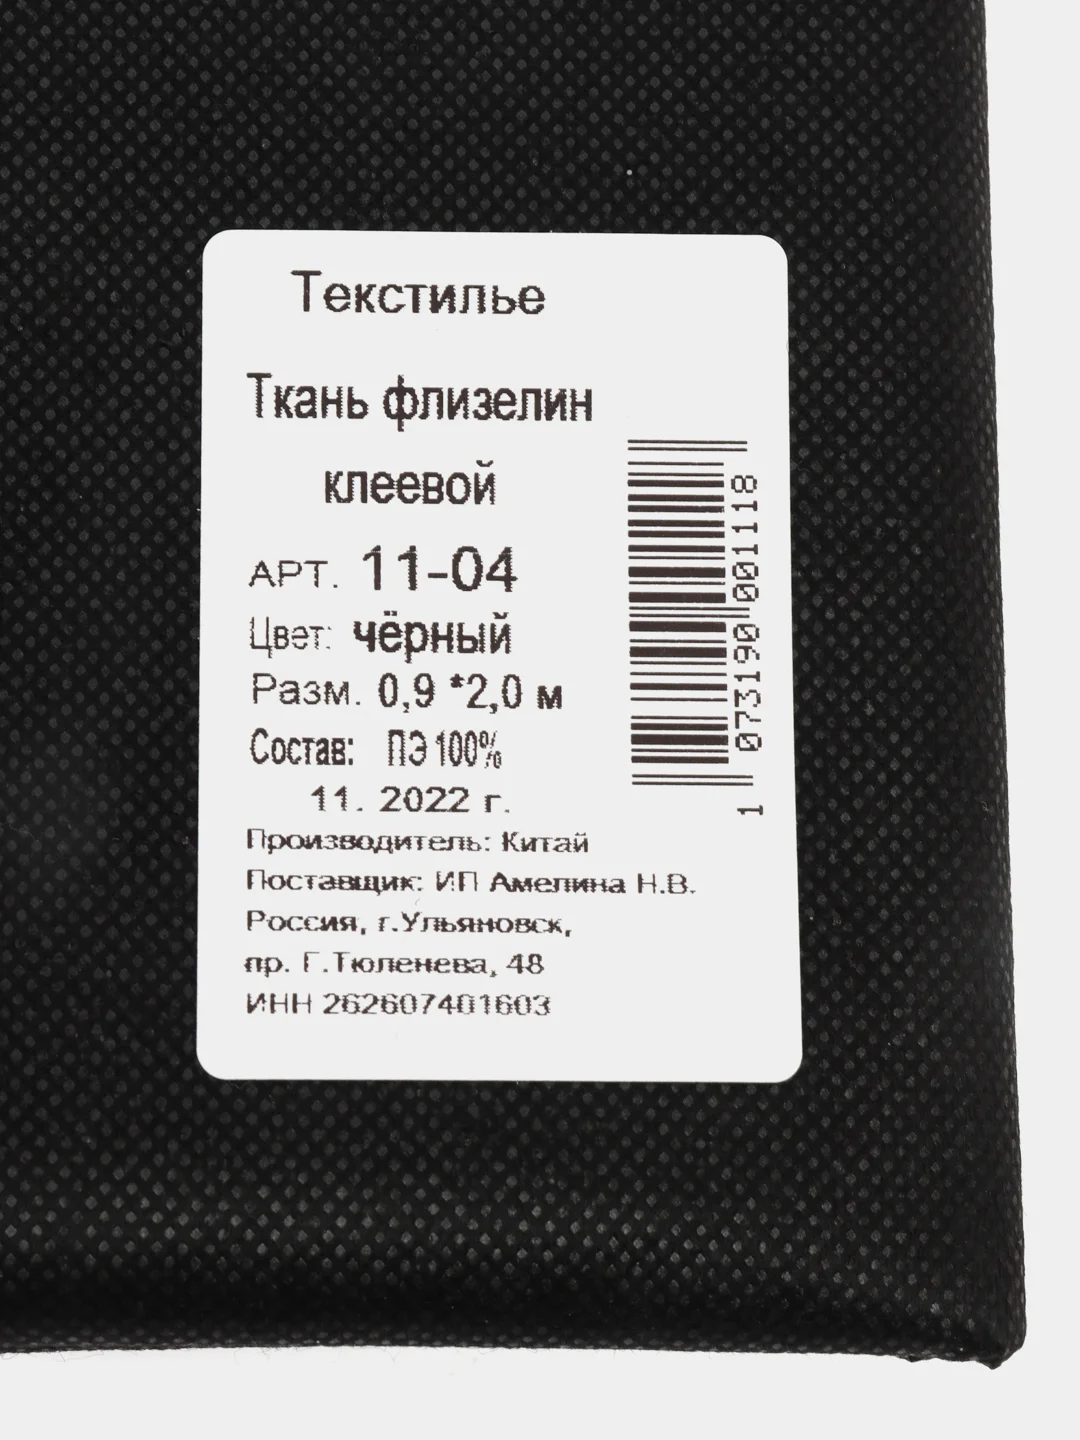 Текстилье
Ткань флизелин
клеевой
АРТ. 11-04
Цвет: чёрный
Разм. 0,9 *2,0 м
Состав: ПЭ 100%
11. 2022 г.
Производитель: Китай
Поставщик: ИП Амелина Н.В.
Россия, г.Ульяновск,
пр. Г.Тюленева, 48
ИНН 262607401603
1 073190 001118